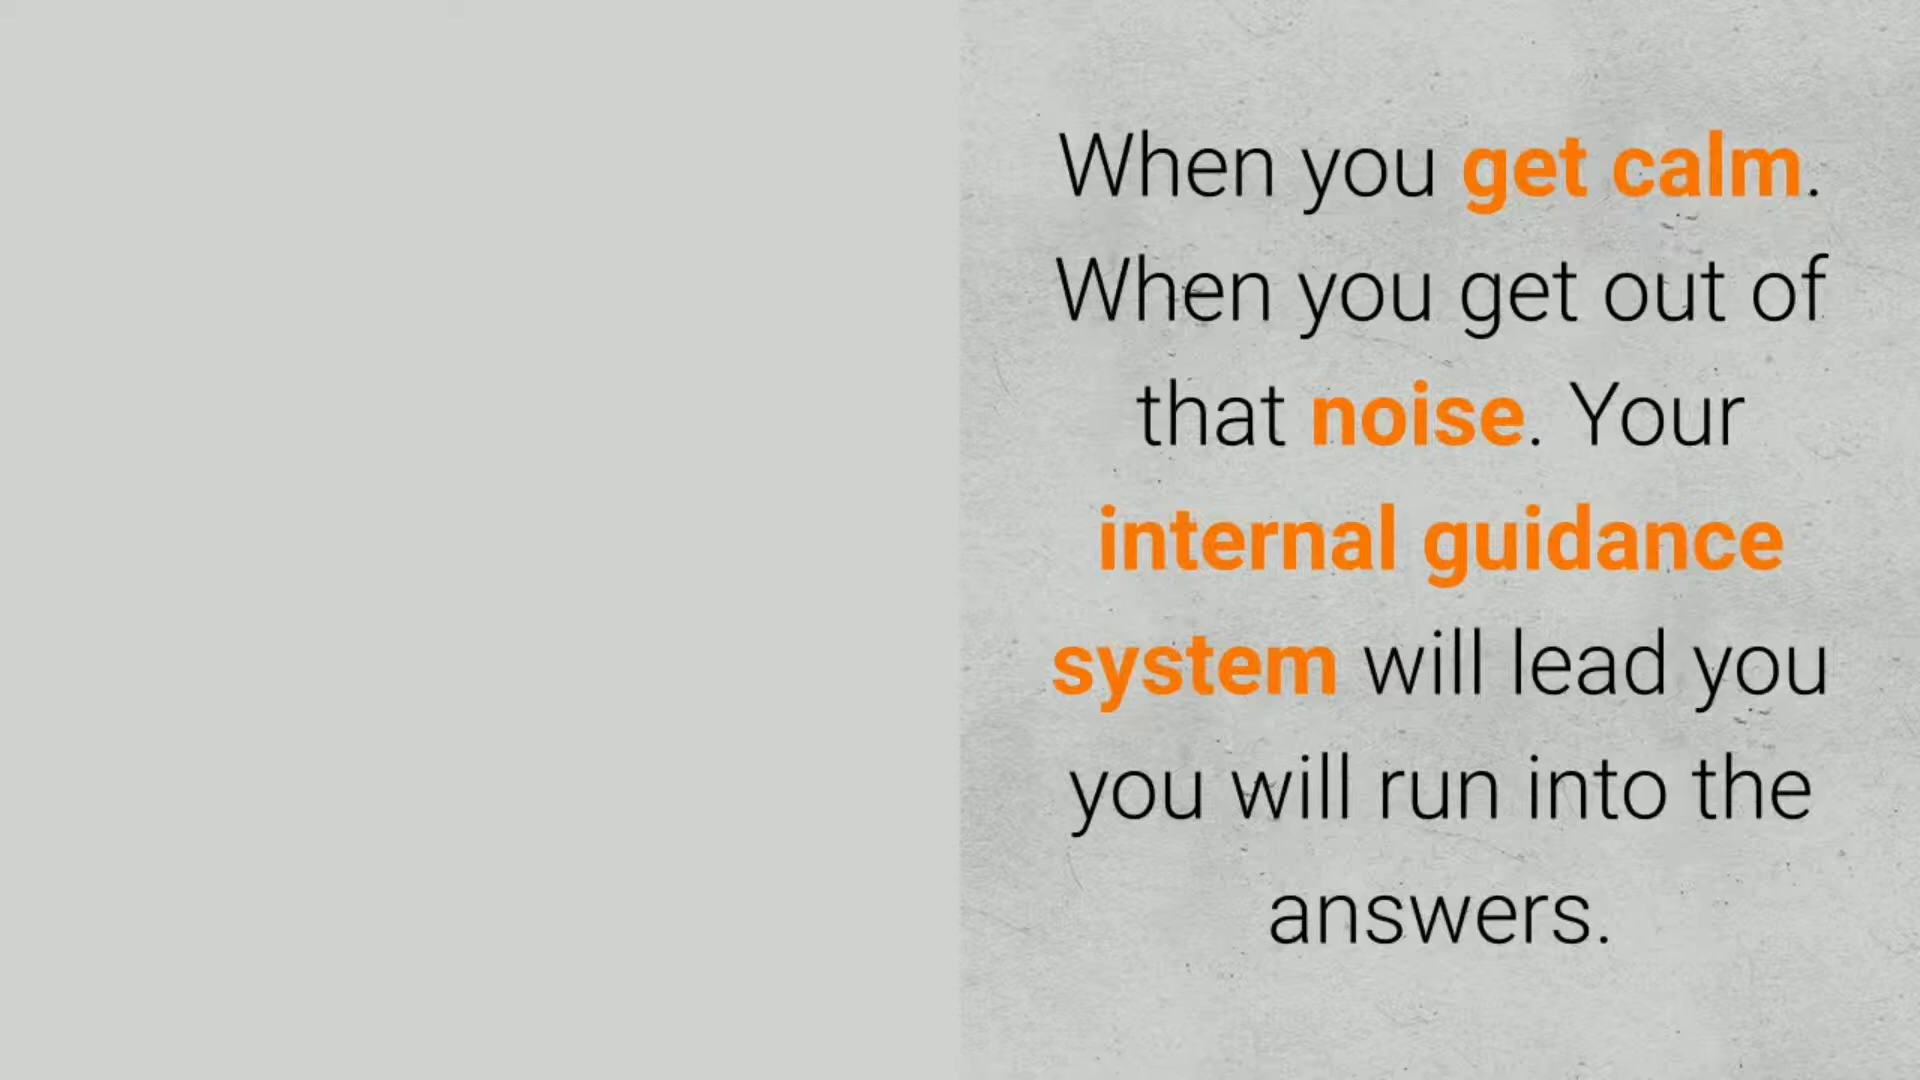 When you get calm.
When you get out of
that noise. Your
internal guidance
system will lead you
you will run into the
answers.